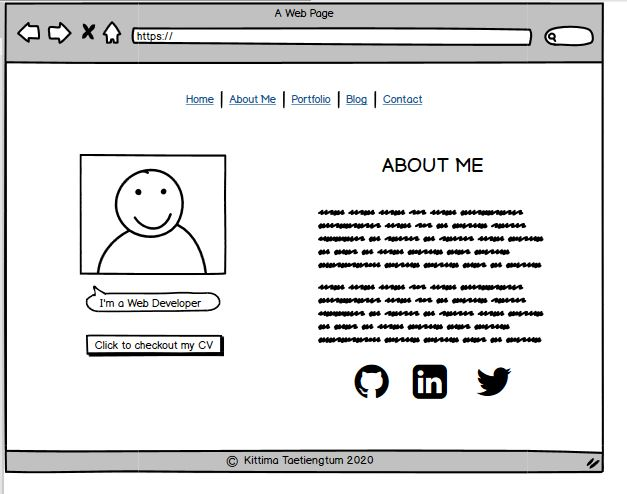 A Web Page
https://
Home | About Me | Portfolio | Blog | Contact
ABOUT ME
I'm a Web Developer
Click to checkout my CV
in
© Kittima Taetiengtum 2020